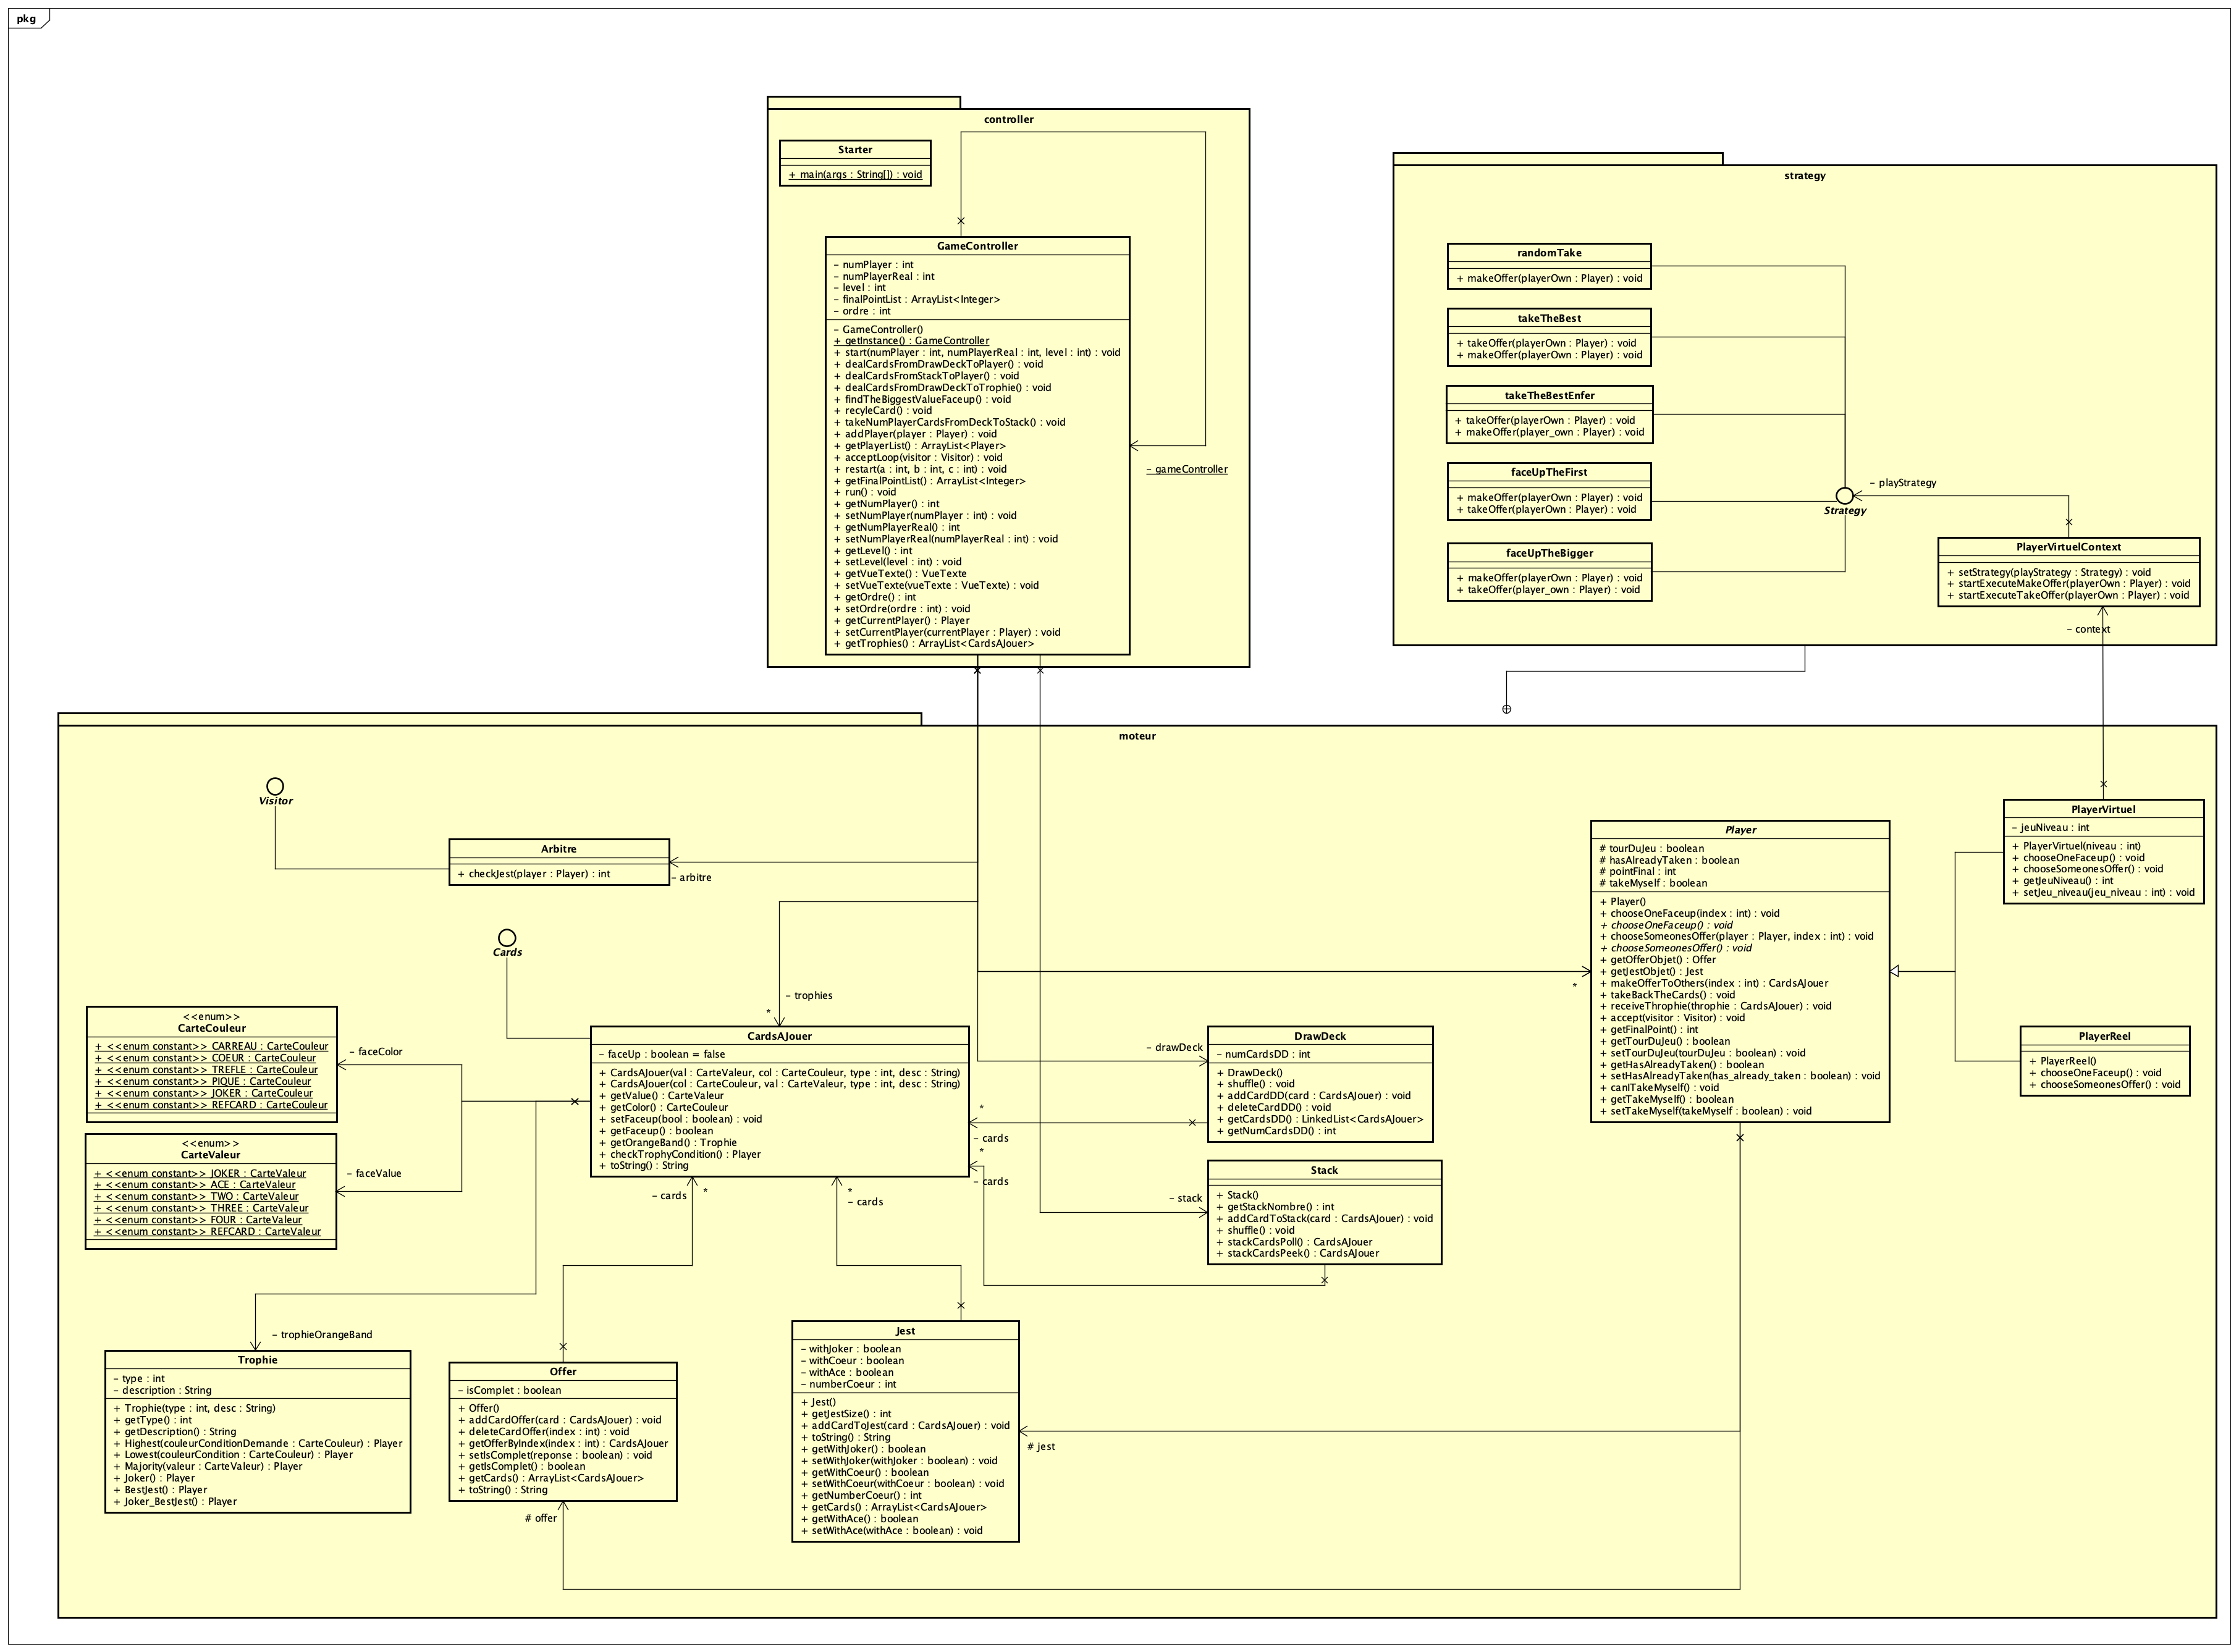 pkg
controller
Starter
+ main(args : String[]) : void
GameController
– numPlayer : int
– numPlayerReal : int
– level : int
– finalPointList : ArrayList<Integer>
– ordre : int
– GameController()
+ getInstance() : GameController
+ start(numPlayer : int, numPlayerReal : int, level : int) : void
+ dealCardsFromDrawDeckToPlayer() : void
+ dealCardsFromStackToPlayer() : void
+ dealCardsFromDrawDeckToTrophie() : void
+ findTheBiggestValueFaceup() : void
+ recyleCard() : void
+ takeNumPlayerCardsFromDeckToStack() : void
+ addPlayer(player : Player) : void
+ getPlayerList() : ArrayList<Player>
+ acceptLoop(visitor : Visitor) : void
+ restart(a : int, b : int, c : int) : void
+ getFinalPointList() : ArrayList<Integer>
+ run() : void
+ getNumPlayer() : int
+ setNumPlayer(numPlayer : int) : void
+ getNumPlayerReal() : int
+ setNumPlayerReal(numPlayerReal : int) : void
+ getLevel() : int
+ setLevel(level : int) : void
+ getVueTexte() : VueTexte
+ setVueTexte(vueTexte : VueTexte) : void
+ getOrdre() : int
+ setOrdre(ordre : int) : void
+ getCurrentPlayer() : Player
+ setCurrentPlayer(currentPlayer : Player) : void
+ getTrophies() : ArrayList<CardsAJouer>
– gameController
strategy
randomTake
+ makeOffer(playerOwn : Player) : void
takeTheBest
+ takeOffer(playerOwn : Player) : void
+ makeOffer(playerOwn : Player) : void
takeTheBestEnfer
+ takeOffer(playerOwn : Player) : void
+ makeOffer(player_own : Player) : void
faceUpTheFirst
+ makeOffer(playerOwn : Player) : void
+ takeOffer(playerOwn : Player) : void
faceUpTheBigger
+ makeOffer(playerOwn : Player) : void
+ takeOffer(player_own : Player) : void
– playStrategy
Strategy
PlayerVirtuelContext
+ setStrategy(playStrategy : Strategy) : void
+ startExecuteMakeOffer(playerOwn : Player) : void
+ startExecuteTakeOffer(playerOwn : Player) : void
– context
moteur
Visitor
Arbitre
+ checkJest(player : Player) : int
– arbitre
Cards
– trophies
*
CarteCouleur
<<enum>>
+ <<enum constant>> CARREAU : CarteCouleur
+ <<enum constant>> COEUR : CarteCouleur
+ <<enum constant>> TREFLE : CarteCouleur
+ <<enum constant>> PIQUE : CarteCouleur
+ <<enum constant>> JOKER : CarteCouleur
+ <<enum constant>> REFCARD : CarteCouleur
– faceColor
<<enum>>
CarteValeur
+ <<enum constant>> JOKER : CarteValeur
+ <<enum constant>> ACE : CarteValeur
+ <<enum constant>> TWO : CarteValeur
+ <<enum constant>> THREE : CarteValeur
+ <<enum constant>> FOUR : CarteValeur
+ <<enum constant>> REFCARD : CarteValeur
– faceValue
CardsAJouer
– faceUp : boolean = false
+ CardsAJouer(val : CarteValeur, col : CarteCouleur, type : int, desc : String)
+ CardsAJouer(col : CarteCouleur, val : CarteValeur, type : int, desc : String)
+ getValue() : CarteValeur
+ getColor() : CarteCouleur
+ setFaceup(bool : boolean) : void
+ getFaceup() : boolean
+ getOrangeBand() : Trophie
+ checkTrophyCondition() : Player
+ toString() : String
– cards *
* – cards
* – cards
* – cards
– drawDeck
DrawDeck
– numCardsDD : int
+ DrawDeck()
+ shuffle() : void
+ addCardDD(card : CardsAJouer) : void
+ deleteCardDD() : void
+ getCardsDD() : LinkedList<CardsAJouer>
+ getNumCardsDD() : int
– stack
Stack
+ Stack()
+ getStackNombre() : int
+ addCardToStack(card : CardsAJouer) : void
+ shuffle() : void
+ stackCardsPoll() : CardsAJouer
+ stackCardsPeek() : CardsAJouer
*
Player
# tourDuJeu : boolean
# hasAlreadyTaken : boolean
# pointFinal : int
# takeMyself : boolean
+ Player()
+ chooseOneFaceup(index : int) : void
+ chooseOneFaceup() : void
+ chooseSomeonesOffer(player : Player, index : int) : void
+ chooseSomeonesOffer() : void
+ getOfferObjet() : Offer
+ getJestObjet() : Jest
+ makeOfferToOthers(index : int) : CardsAJouer
+ takeBackTheCards() : void
+ receiveThrophie(throphie : CardsAJouer) : void
+ accept(visitor : Visitor) : void
+ getFinalPoint() : int
+ getTourDuJeu() : boolean
+ setTourDuJeu(tourDuJeu : boolean) : void
+ getHasAlreadyTaken() : boolean
+ setHasAlreadyTaken(has_already_taken : boolean) : void
+ canITakeMyself() : void
+ getTakeMyself() : boolean
+ setTakeMyself(takeMyself : boolean) : void
PlayerVirtuel
– jeuNiveau : int
+ PlayerVirtuel(niveau : int)
+ chooseOneFaceup() : void
+ chooseSomeonesOffer() : void
+ getJeuNiveau() : int
+ setJeu_niveau(jeu_niveau : int) : void
PlayerReel
+ PlayerReel()
+ chooseOneFaceup() : void
+ chooseSomeonesOffer() : void
– trophieOrangeBand
Trophie
– type : int
– description : String
+ Trophie(type : int, desc : String)
+ getType() : int
+ getDescription() : String
+ Highest(couleurConditionDemande : CarteCouleur) : Player
+ Lowest(couleurCondition : CarteCouleur) : Player
+ Majority(valeur : CarteValeur) : Player
+ Joker() : Player
+ BestJest() : Player
+ Joker_BestJest() : Player
Offer
– isComplet : boolean
+ Offer()
+ addCardOffer(card : CardsAJouer) : void
+ deleteCardOffer(index : int) : void
+ getOfferByIndex(index : int) : CardsAJouer
+ setIsComplet(reponse : boolean) : void
+ getIsComplet() : boolean
+ getCards() : ArrayList<CardsAJouer>
+ toString() : String
# offer
Jest
– withJoker : boolean
– withCoeur : boolean
– withAce : boolean
– numberCoeur : int
+ Jest()
+ getJestSize() : int
+ addCardToJest(card : CardsAJouer) : void
+ toString() : String
+ getWithJoker() : boolean
+ setWithJoker(withJoker : boolean) : void
+ getWithCoeur() : boolean
+ setWithCoeur(withCoeur : boolean) : void
+ getNumberCoeur() : int
+ getCards() : ArrayList<CardsAJouer>
+ getWithAce() : boolean
+ setWithAce(withAce : boolean) : void
# jest